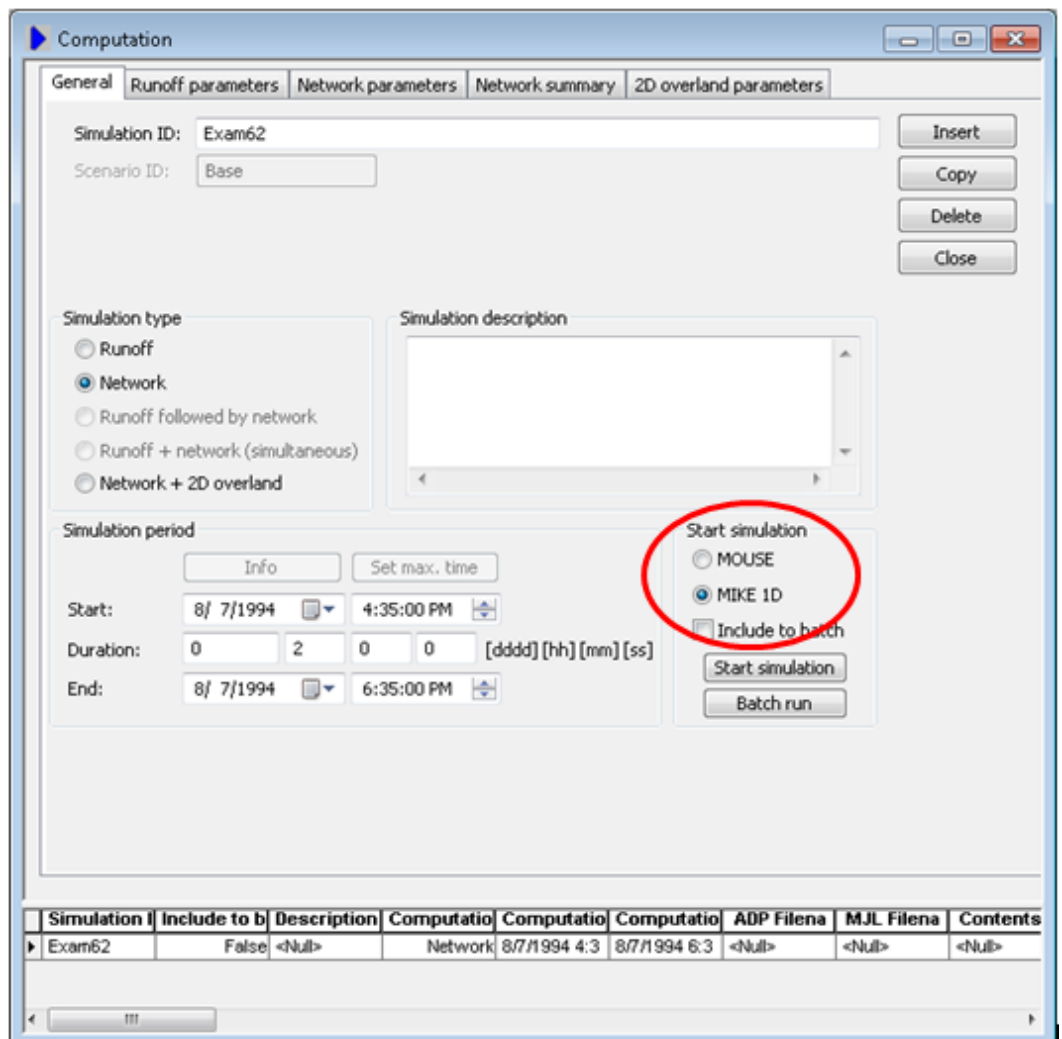 Computation
General Runoff parameters Network parameters Network summary 2D overland parameters
Simulation ID: Exam62 Insert
Scenario ID: Base Copy
Delete
Close
Simulation type Simulation description
Runoff
Network
Runoff followed by network
Runoff + network (simultaneous)
Network + 2D overland
Simulation period Start simulation
Info Set max. time MOUSE
Start: 8/ 7/1994 4:35:00 PM MIKE 1D
Include to batch
Duration: 0 2 0 0 [dddd] [hh] [mm] [ss] Start simulation
End: 8/ 7/1994 6:35:00 PM Batch run
Simulation I Include to b Description Computatio Computatio Computatio ADP Filena MJL Filena Contents
Exam62 False <Null> Network 8/7/1994 4:3 8/7/1994 6:3 <Null> <Null> <Null>